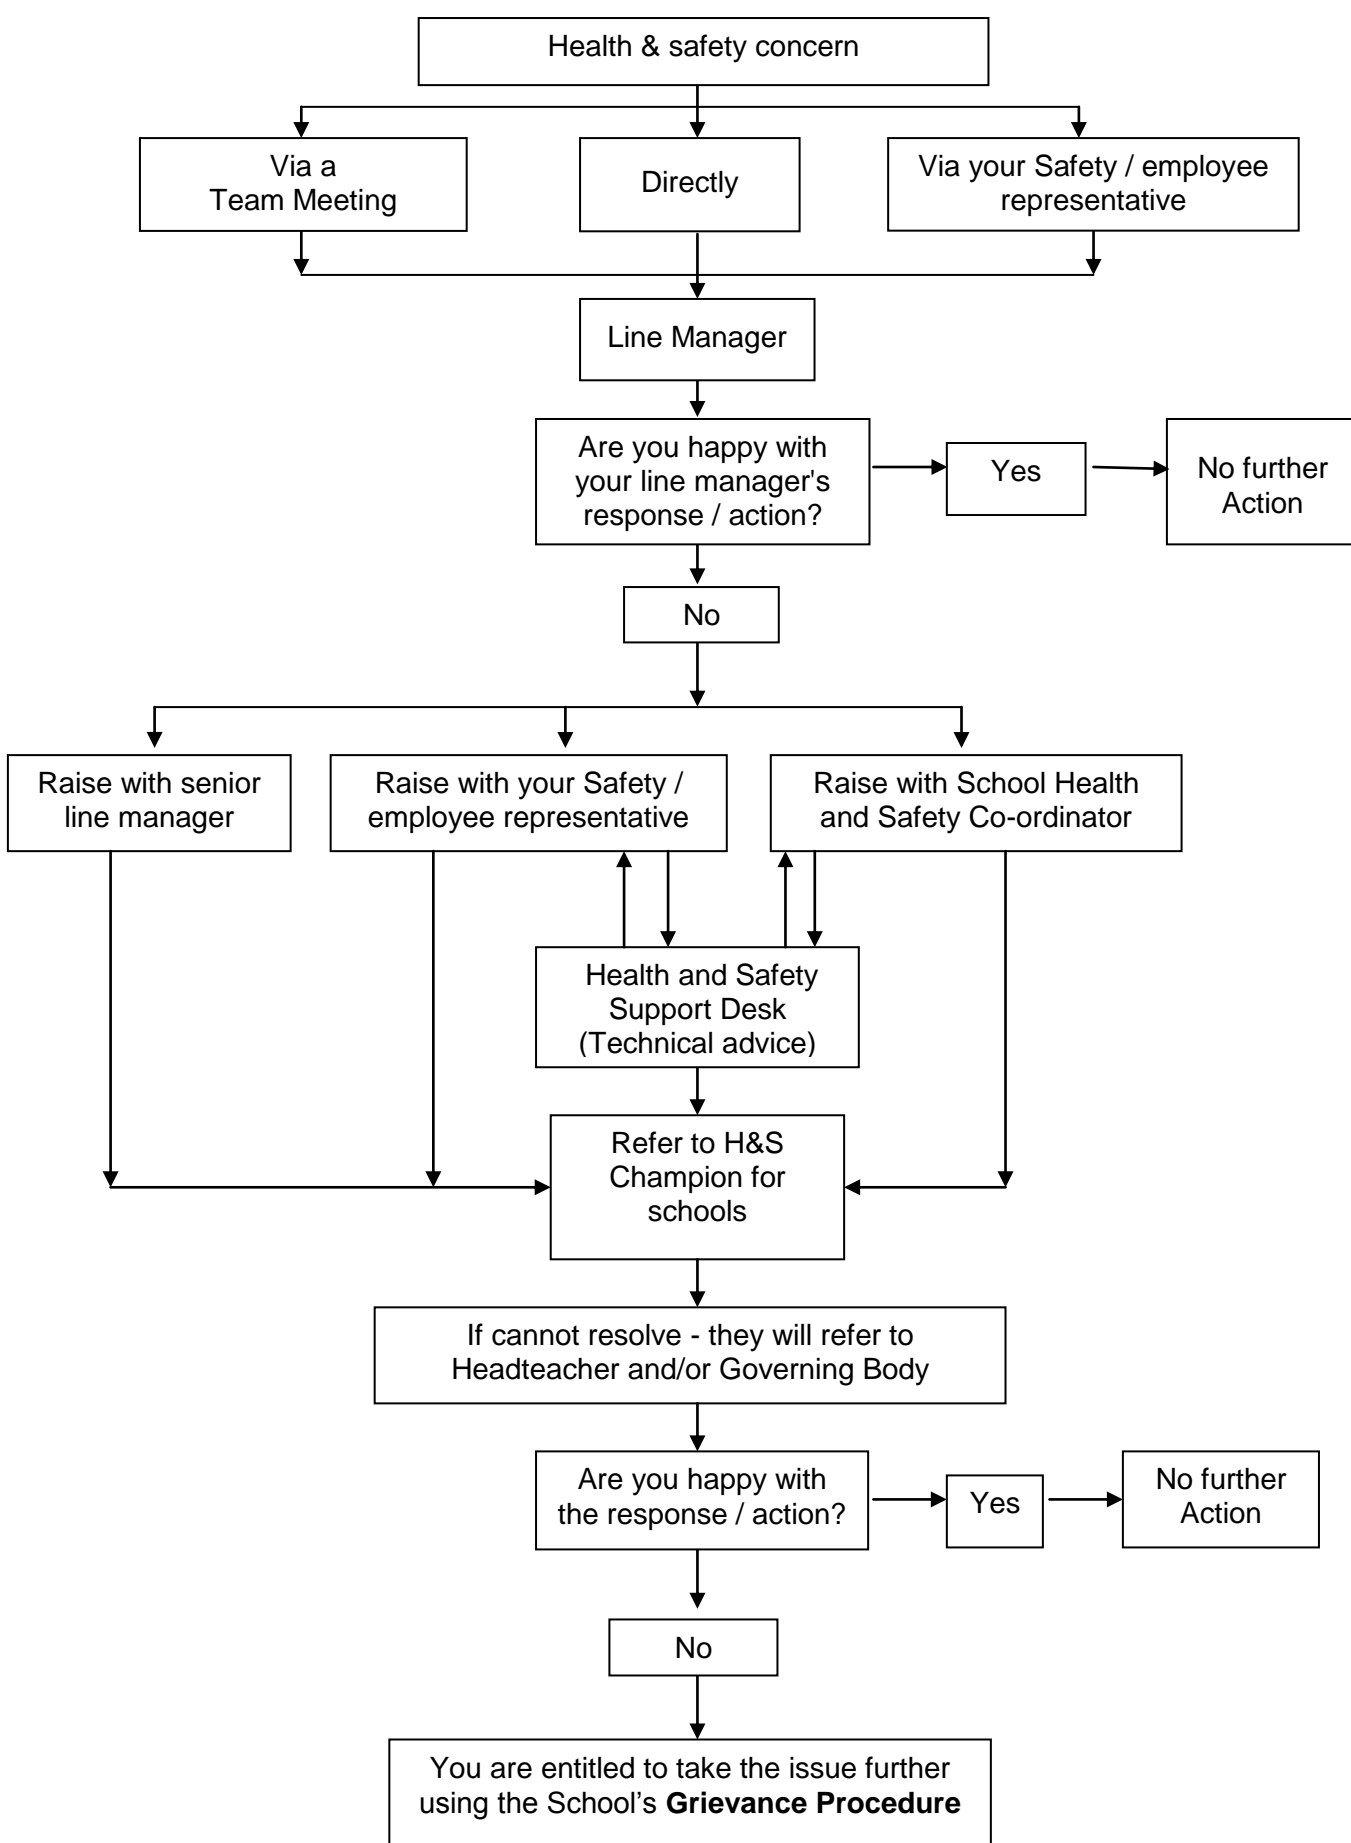 Health & safety concern
Via a
Team Meeting
Directly
Via your Safety / employee
representative
Line Manager
Are you happy with
your line manager's
response / action?
Yes
No further
Action
No
Raise with senior
line manager
Raise with your Safety /
employee representative
Raise with School Health
and Safety Co-ordinator
Health and Safety
Support Desk
(Technical advice)
Refer to H&S
Champion for
schools
If cannot resolve - they will refer to
Headteacher and/or Governing Body
Are you happy with
the response / action?
Yes
No further
Action
No
You are entitled to take the issue further
using the School's Grievance Procedure